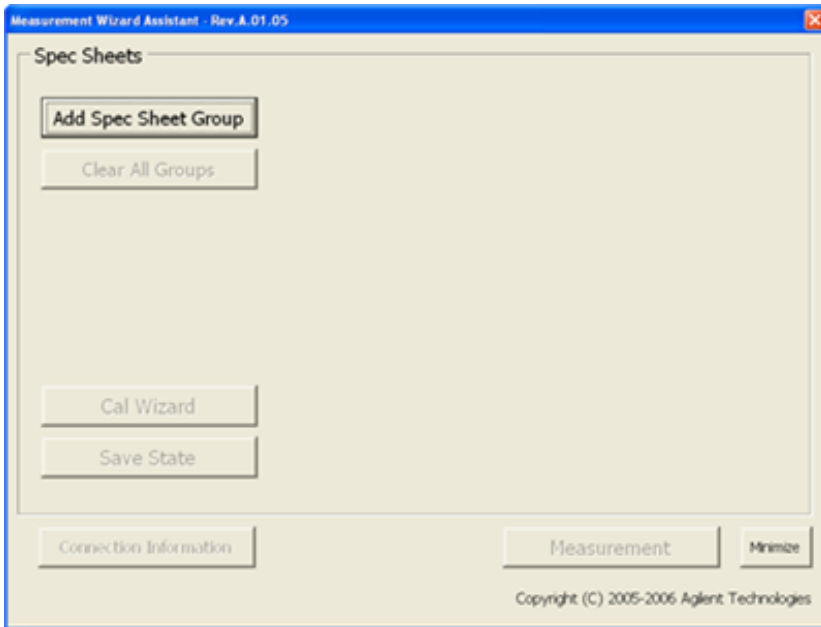 Measurement Wizard Assistant - Rev.A.01.05
Spec Sheets
Add Spec Sheet Group
Clear All Groups
Cal Wizard
Save State
Connection Information
Measurement
Minimize
Copyright (C) 2005-2006 Agilent Technologies